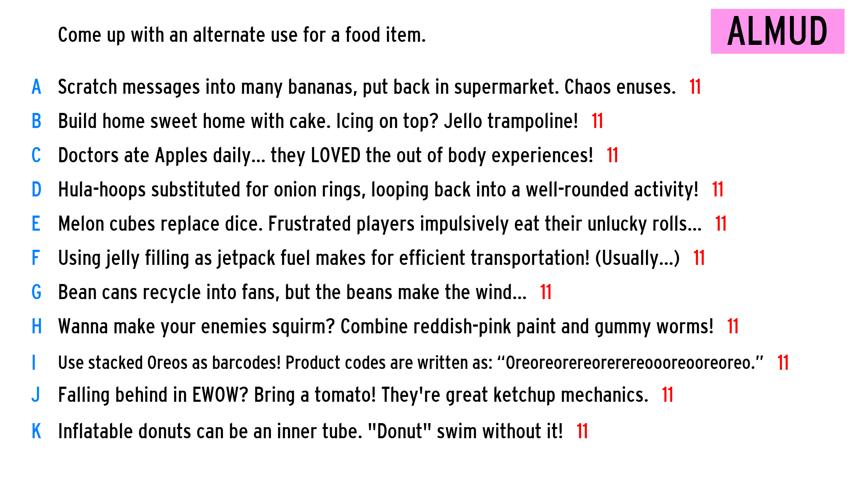 Come up with an alternate use for a food item.
ALMUD
A Scratch messages into many bananas, put back in supermarket. Chaos enuses. 11
B Build home sweet home with cake. Icing on top? Jello trampoline! 11
C Doctors ate Apples daily... they LOVED the out of body experiences! 11
D Hula-hoops substituted for onion rings, looping back into a well-rounded activity! 11
E Melon cubes replace dice. Frustrated players impulsively eat their unlucky rolls... 11
F Using jelly filling as jetpack fuel makes for efficient transportation! (Usually...) 11
G Bean cans recycle into fans, but the beans make the wind... 11
H Wanna make your enemies squirm? Combine reddish-pink paint and gummy worms! 11
I Use stacked Oreos as barcodes! Product codes are written as: “Oreoreorereorerereoooreooreoreo.” 11
J Falling behind in EWOW? Bring a tomato! They're great ketchup mechanics. 11
K Inflatable donuts can be an inner tube. "Donut" swim without it! 11